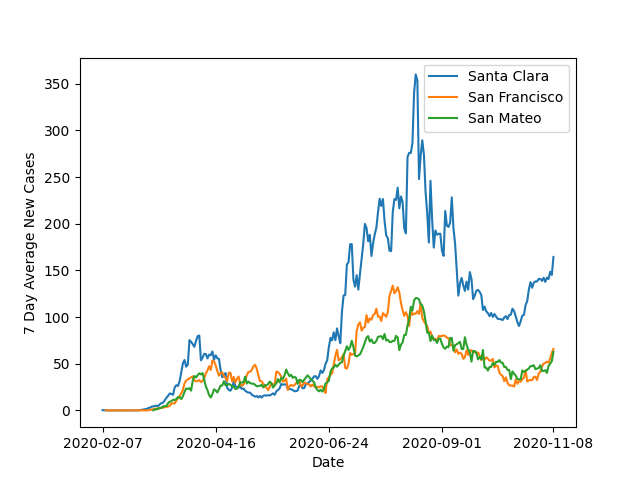 Santa Clara
San Francisco
San Mateo
7 Day Average New Cases
350
300
250
200
150
100
50
0
2020-02-07 2020-04-16 2020-06-24 2020-09-01 2020-11-08
Date